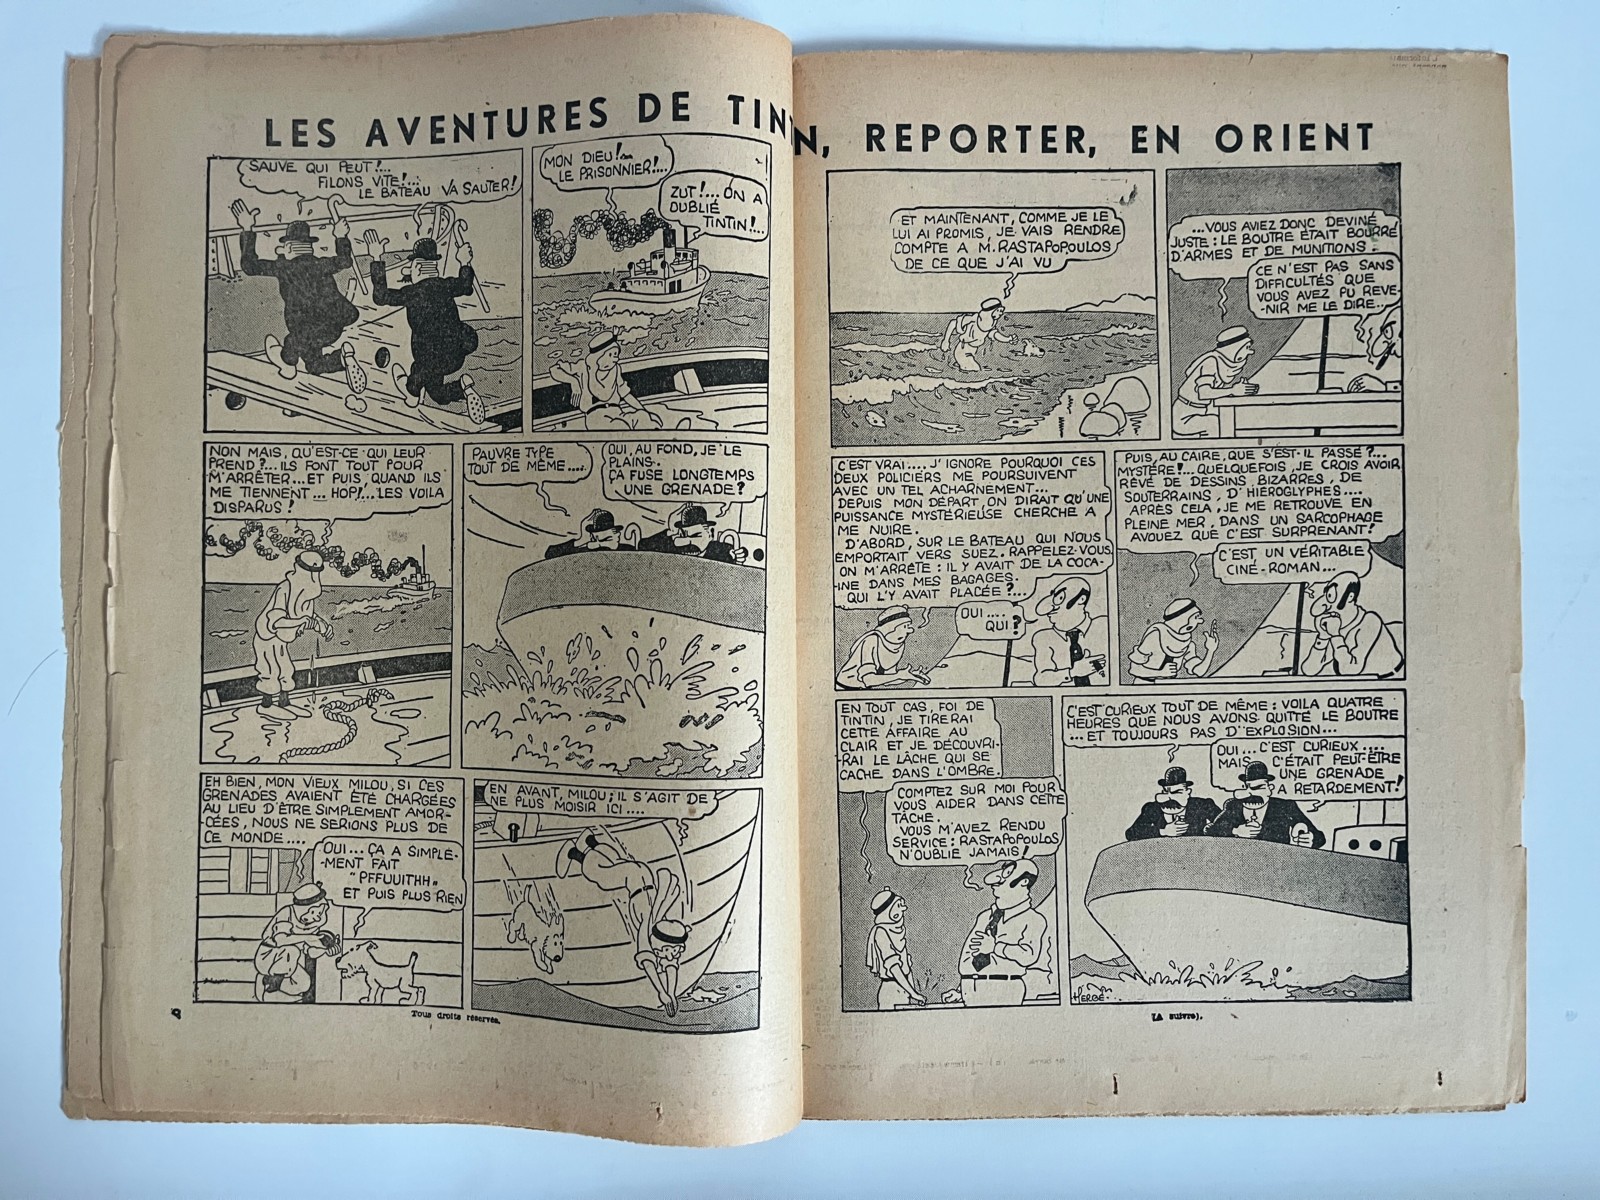 LES AVENTURES DE TINTIN, REPORTER, EN ORIENT
SAUVE QUI PEUT!...
FILONS VITE!...
LE BATEAU VA SAUTER!
MON DIEU!...
LE PRISONNIER!...
ZUT!... ON A
OUBLIÉ
TINTIN!...
NON MAIS, QU'EST-CE QUI LEUR
PREND?... ILS FONT TOUT POUR
M'ARRÊTER... ET PUIS, QUAND ILS
ME TIENNENT... HOP!... LES VOILA
DISPARUS!
PAUVRE TYPE
TOUT DE MÊME....
OUI, AU FOND, JE LE
PLAINS..
ÇA FUSE LONGTEMPS
UNE GRENADE?
EH BIEN, MON VIEUX MILOU, SI CES
GRENADES AVAIENT ÉTÉ CHARGÉES
AU LIEU D'ÊTRE SIMPLEMENT AMOR-
CÉES, NOUS NE SERIONS PLUS DE
CE MONDE....
OUI... ÇA A SIMPLE-
-MENT FAIT
"PFFUUITHH"
ET PUIS PLUS RIEN
EN AVANT, MILOU; IL S'AGIT DE
NE PLUS MOISIR ICI....
Tous droits réservés.
ET MAINTENANT, COMME JE LE
LUI AI PROMIS, JE VAIS RENDRE
COMPTE A M. RASTAPOPOULOS
DE CE QUE J'AI VU
...VOUS AVIEZ DONC DEVINÉ
JUSTE: LE BOUTRE ÉTAIT BOURRÉ
D'ARMES ET DE MUNITIONS.
CE N'EST PAS SANS
DIFFICULTÉS QUE
VOUS AVEZ PU REVE-
-NIR ME LE DIRE...
C'EST VRAI.... J'IGNORE POURQUOI CES
DEUX POLICIERS ME POURSUIVENT
AVEC UN TEL ACHARNEMENT...
DEPUIS MON DÉPART, ON DIRAIT QU'UNE
PUISSANCE MYSTÉRIEUSE CHERCHE A
ME NUIRE.
D'ABORD, SUR LE BATEAU QUI NOUS
EMPORTAIT VERS SUEZ. RAPPELEZ-VOUS.
ON M'ARRÊTE: IL Y AVAIT DE LA COCA-
-INE DANS MES BAGAGES.
QUI L'Y AVAIT PLACÉE?...
OUI....
QUI?
PUIS, AU CAIRE, QUE S'EST-IL PASSÉ?...
MYSTÈRE!... QUELQUEFOIS, JE CROIS AVOIR
RÊVÉ DE DESSINS BIZARRES, DE
SOUTERRAINS, D'HIÉROGLYPHES....
APRÈS CELA, JE ME RETROUVE EN
PLEINE MER, DANS UN SARCOPHAGE
AVOUEZ QUE C'EST SURPRENANT!
C'EST UN VÉRITABLE
CINÉ-ROMAN...
EN TOUT CAS, FOI DE
TINTIN, JE TIRERAI
CETTE AFFAIRE AU
CLAIR ET JE DÉCOUVRI-
-RAI LE LÂCHE QUI SE
CACHE DANS L'OMBRE.
COMPTEZ SUR MOI POUR
VOUS AIDER DANS CETTE
TÂCHE.
VOUS M'AVEZ RENDU
SERVICE: RASTAPOPOULOS
N'OUBLIE JAMAIS!
C'EST CURIEUX TOUT DE MÊME: VOILA QUATRE
HEURES QUE NOUS AVONS QUITTÉ LE BOUTRE
... ET TOUJOURS PAS D'EXPLOSION...
OUI... C'EST CURIEUX....
MAIS C'ÉTAIT PEUT-ÊTRE
UNE GRENADE
A RETARDEMENT!
HERGÉ
(A suivre).